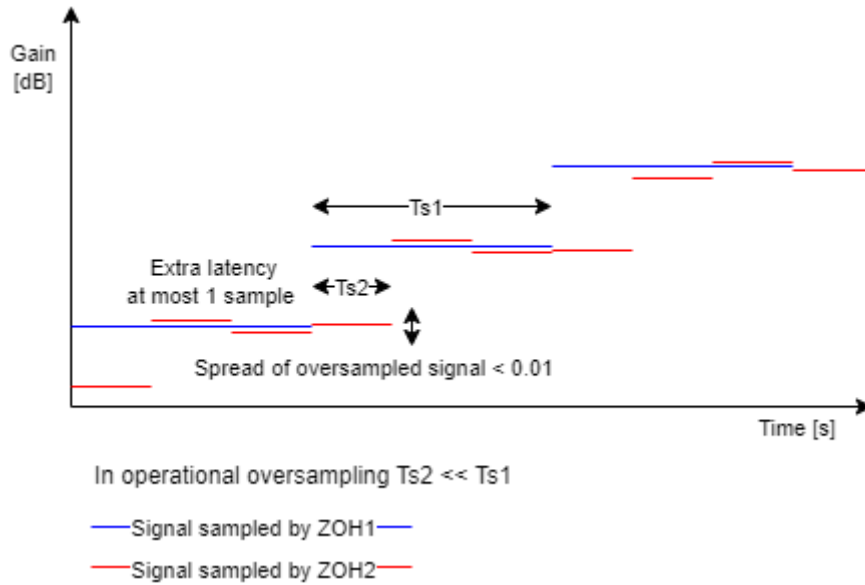 Gain
[dB]
Ts1
Extra latency
at most 1 sample
Ts2
Spread of oversampled signal < 0.01
Time [s]
In operational oversampling Ts2 << Ts1
Signal sampled by ZOH1
Signal sampled by ZOH2